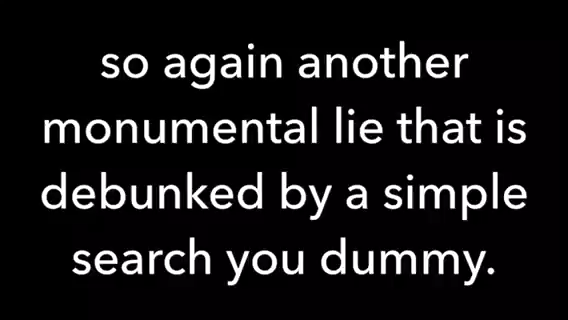 so again another
monumental lie that is
debunked by a simple
search you dummy.